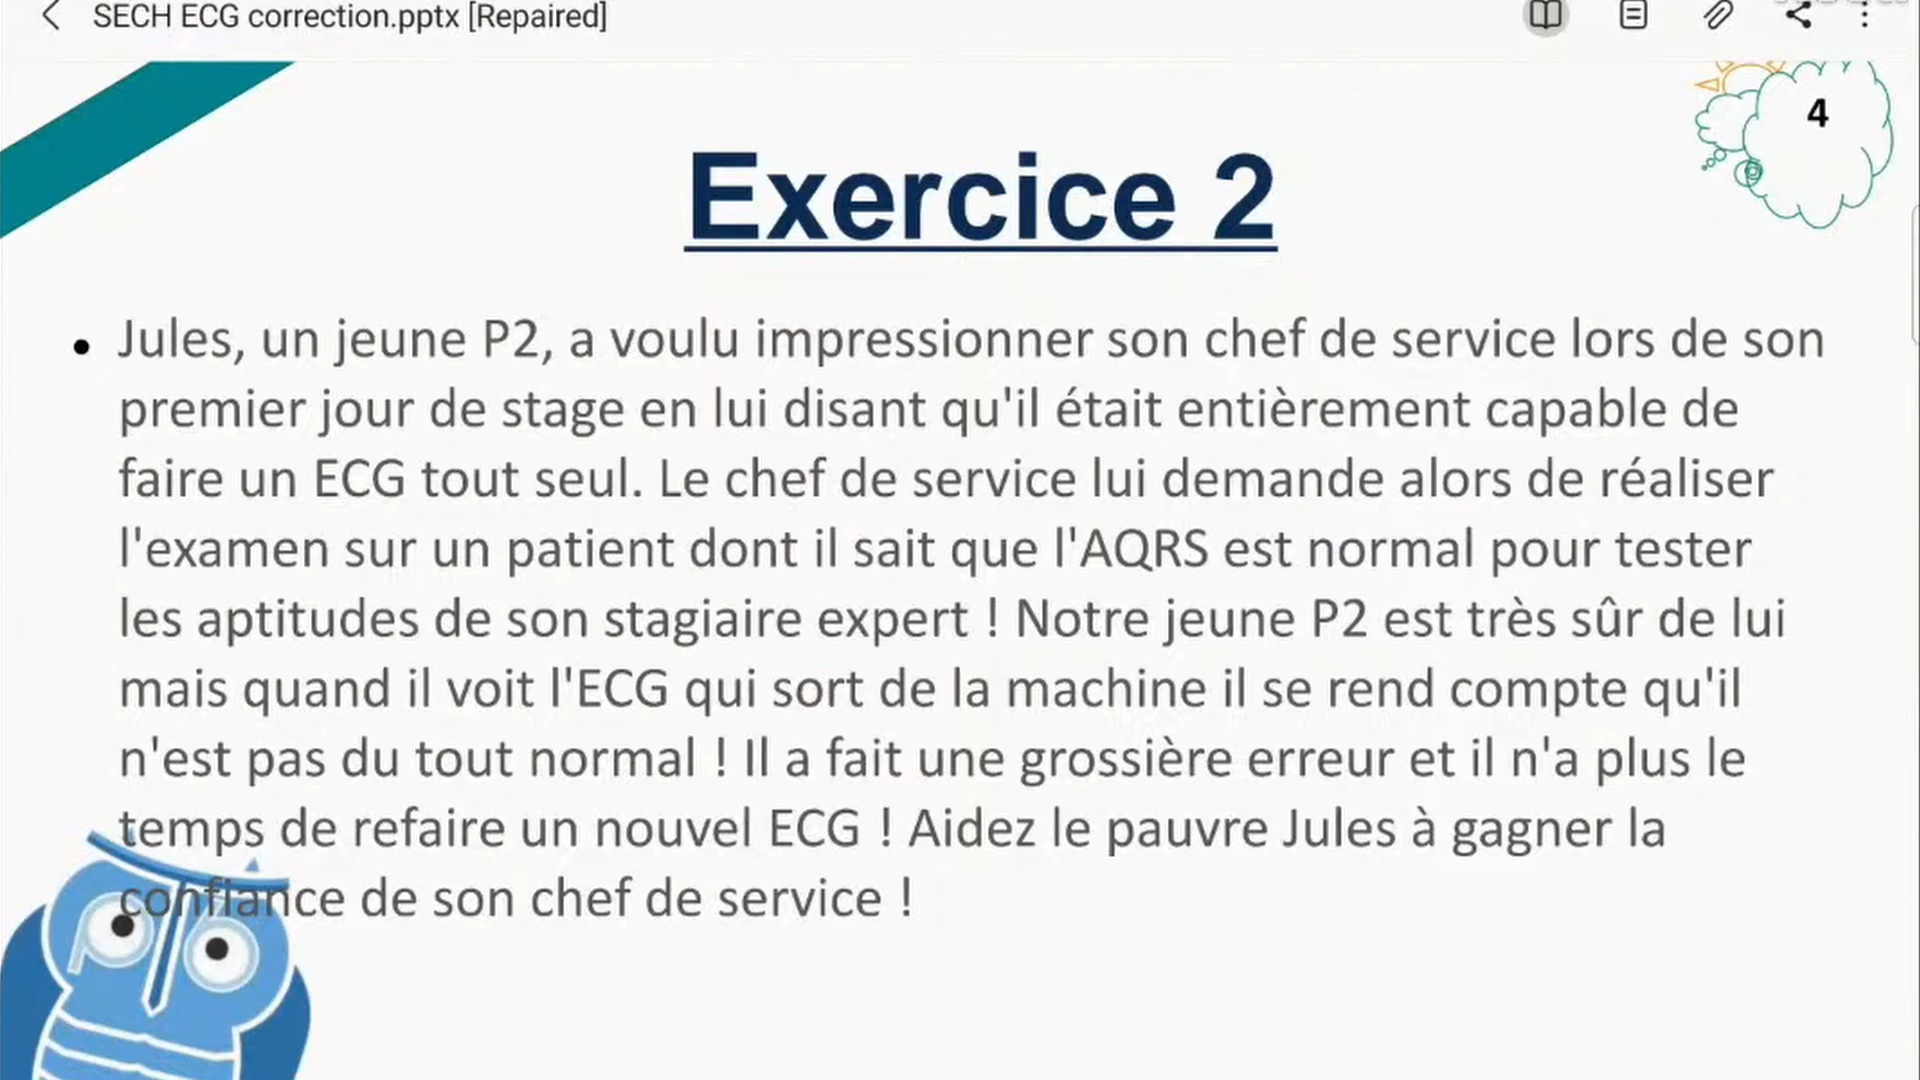 SECH ECG correction.pptx [Repaired]
4
Exercice 2
• Jules, un jeune P2, a voulu impressionner son chef de service lors de son
premier jour de stage en lui disant qu'il était entièrement capable de
faire un ECG tout seul. Le chef de service lui demande alors de réaliser
l'examen sur un patient dont il sait que l'AQRS est normal pour tester
les aptitudes de son stagiaire expert ! Notre jeune P2 est très sûr de lui
mais quand il voit l'ECG qui sort de la machine il se rend compte qu'il
n'est pas du tout normal ! Il a fait une grossière erreur et il n'a plus le
temps de refaire un nouvel ECG ! Aidez le pauvre Jules à gagner la
confiance de son chef de service !